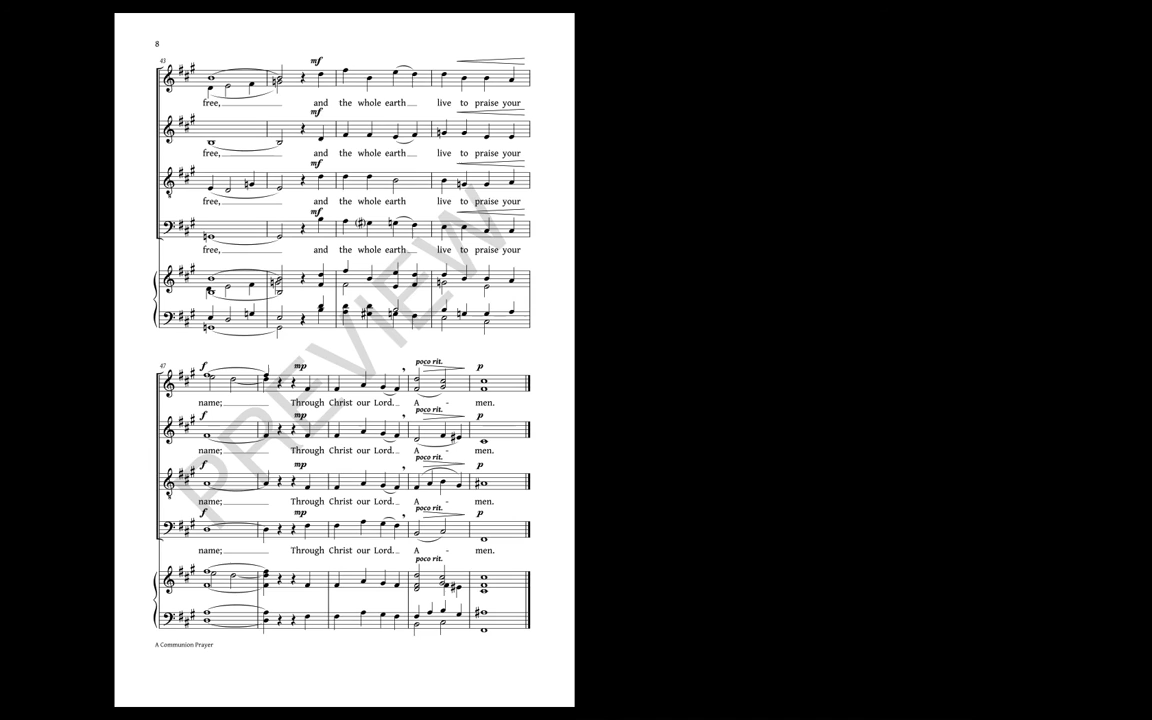 8
43
mf
free, and the whole earth live to praise your
mf
free, and the whole earth live to praise your
mf
free, and the whole earth live to praise your
mf
free, and the whole earth live to praise your
PREVIEW
47
f mp poco rit. p
name; Through Christ our Lord. A - men.
f mp poco rit. p
name; Through Christ our Lord. A - men.
f mp poco rit. p
name; Through Christ our Lord. A - men.
f mp poco rit. p
name; Through Christ our Lord. A - men.
poco rit.
A Communion Prayer